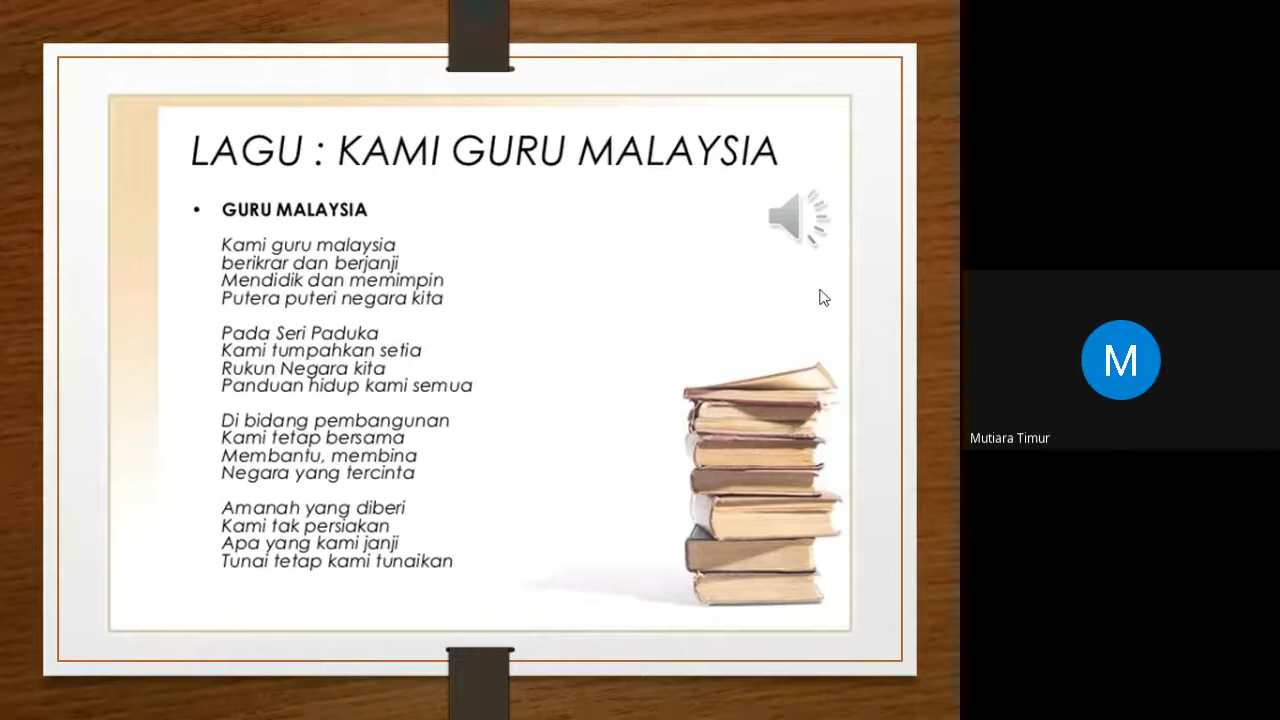 LAGU : KAMI GURU MALAYSIA
• GURU MALAYSIA
Kami guru malaysia
berikrar dan berjanji
Mendidik dan memimpin
Putera puteri negara kita
Pada Seri Paduka
Kami tumpahkan setia
Rukun Negara kita
Panduan hidup kami semua
Di bidang pembangunan
Kami tetap bersama
Membantu, membina
Negara yang tercinta
Amanah yang diberi
Kami tak persiakan
Apa yang kami janji
Tunai tetap kami tunaikan
M
Mutiara Timur